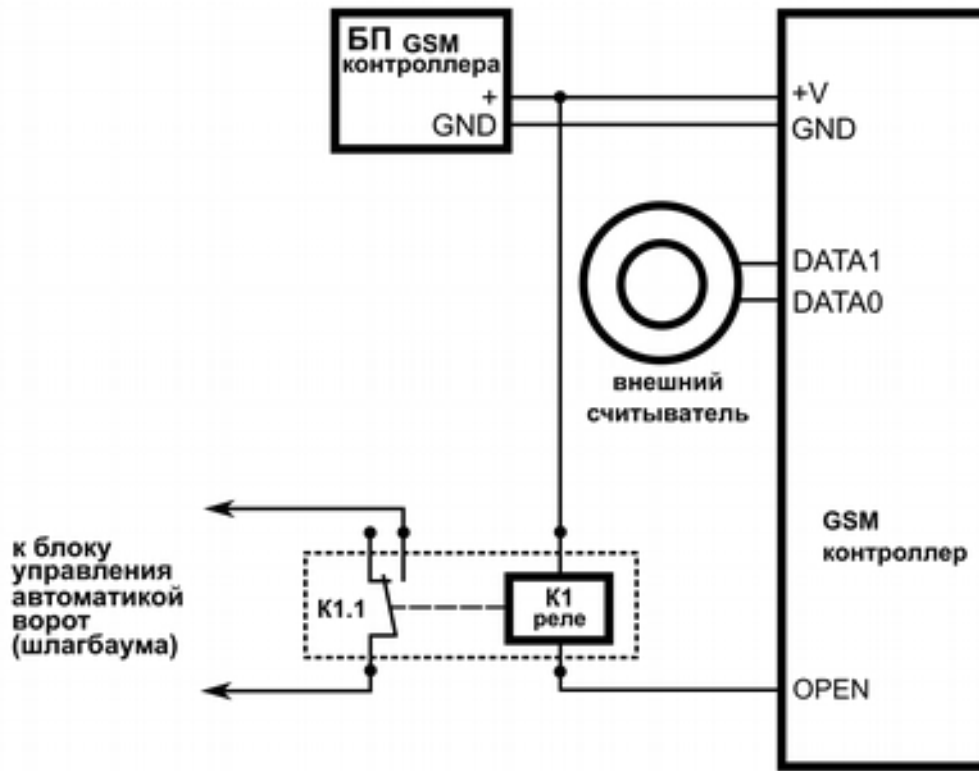 БП GSM
контроллера
+
GND
+V
GND
DATA1
DATA0
внешний
считыватель
GSM
контроллер
к блоку
управления
автоматикой
ворот
(шлагбаума)
K1.1
K1
реле
OPEN